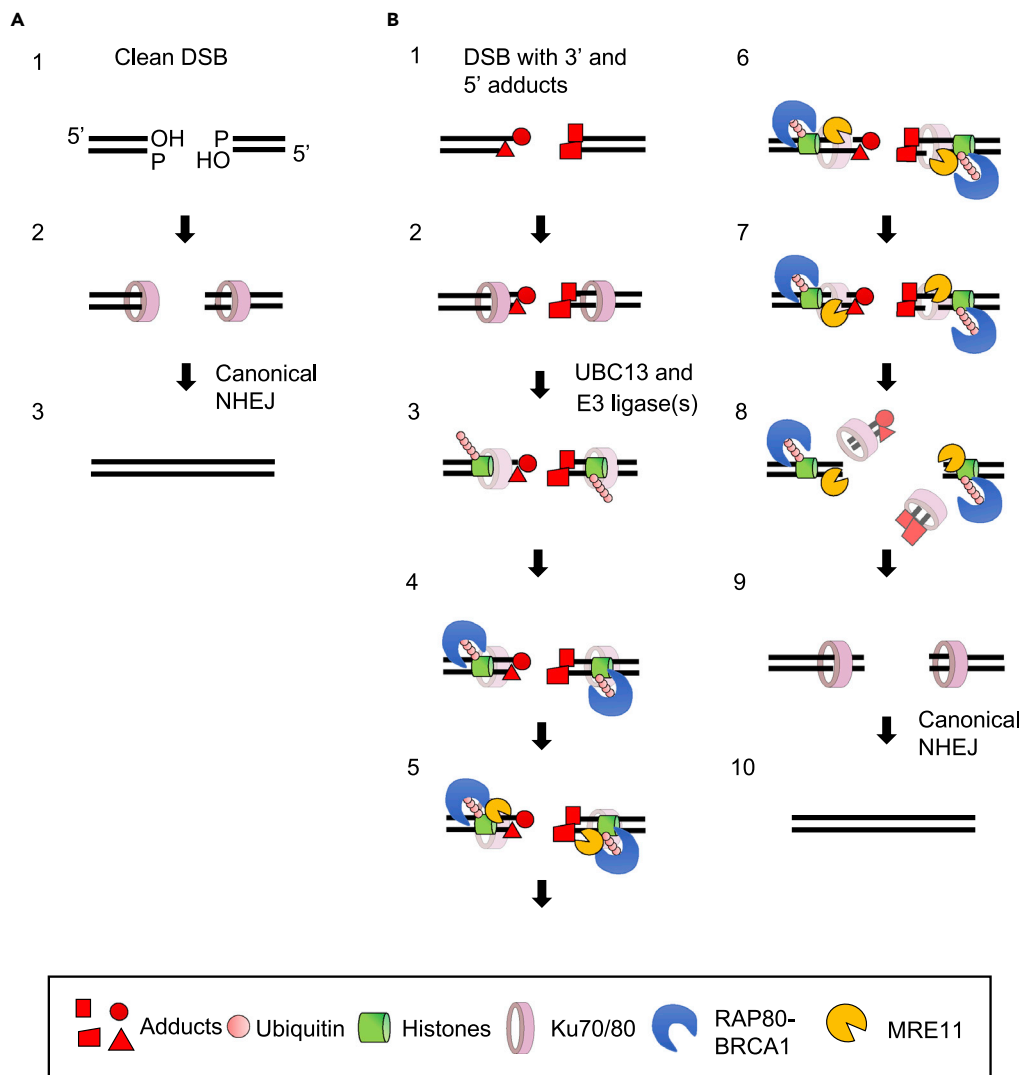 A
1 Clean DSB
5’ OH P
P HO 5’
2
Canonical
NHEJ
3
B
1 DSB with 3’ and
5’ adducts
2
UBC13 and
E3 ligase(s)
3
4
5
6
7
8
9
Canonical
NHEJ
10
Adducts Ubiquitin Histones Ku70/80 RAP80-
BRCA1 MRE11